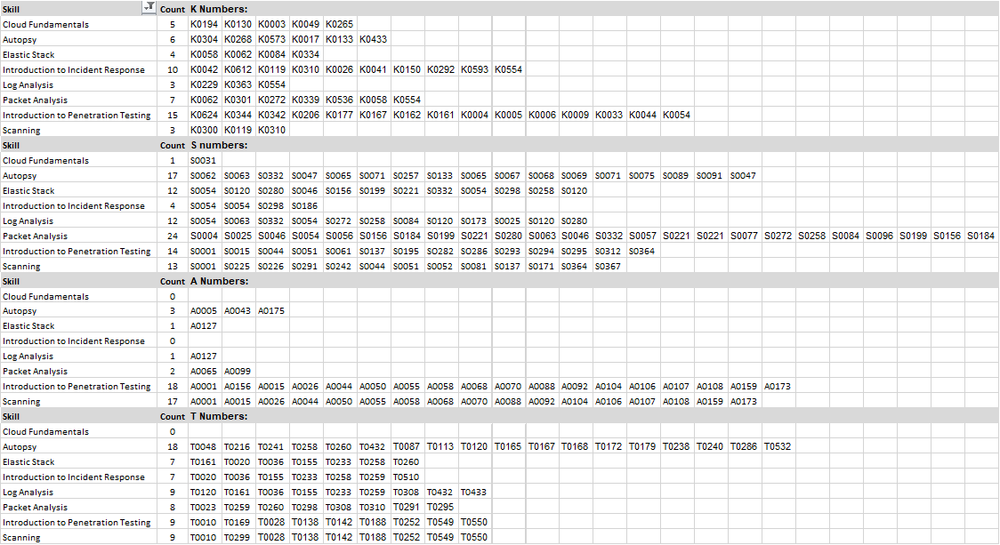 Skill Count K Numbers:
Cloud Fundamentals 5 K0194 K0130 K0003 K0049 K0265
Autopsy 6 K0304 K0268 K0573 K0017 K0133 K0433
Elastic Stack 4 K0058 K0062 K0084 K0334
Introduction to Incident Response 10 K0042 K0612 K0119 K0310 K0026 K0041 K0150 K0292 K0593 K0554
Log Analysis 3 K0229 K0363 K0554
Packet Analysis 7 K0062 K0301 K0272 K0339 K0536 K0058 K0554
Introduction to Penetration Testing 15 K0624 K0344 K0342 K0206 K0177 K0167 K0162 K0161 K0004 K0005 K0006 K0009 K0033 K0044 K0054
Scanning 3 K0300 K0119 K0310
Skill Count S numbers:
Cloud Fundamentals 1 S0031
Autopsy 17 S0062 S0063 S0332 S0047 S0065 S0071 S0257 S0133 S0065 S0067 S0068 S0069 S0071 S0075 S0089 S0091 S0047
Elastic Stack 12 S0054 S0120 S0280 S0046 S0156 S0199 S0221 S0332 S0054 S0298 S0258 S0120
Introduction to Incident Response 4 S0054 S0054 S0298 S0186
Log Analysis 12 S0054 S0063 S0332 S0054 S0272 S0258 S0084 S0120 S0173 S0025 S0120 S0280
Packet Analysis 24 S0004 S0025 S0046 S0054 S0056 S0156 S0184 S0199 S0221 S0280 S0063 S0046 S0332 S0057 S0221 S0221 S0077 S0272 S0258 S0084 S0096 S0199 S0156 S0184
Introduction to Penetration Testing 14 S0001 S0015 S0044 S0051 S0061 S0137 S0195 S0282 S0286 S0293 S0294 S0295 S0312 S0364
Scanning 13 S0001 S0225 S0226 S0291 S0242 S0044 S0051 S0052 S0081 S0137 S0171 S0364 S0367
Skill Count A Numbers:
Cloud Fundamentals 0
Autopsy 3 A0005 A0043 A0175
Elastic Stack 1 A0127
Introduction to Incident Response 0
Log Analysis 1 A0127
Packet Analysis 2 A0065 A0099
Introduction to Penetration Testing 18 A0001 A0156 A0015 A0026 A0044 A0050 A0055 A0058 A0068 A0070 A0088 A0092 A0104 A0106 A0107 A0108 A0159 A0173
Scanning 17 A0001 A0015 A0026 A0044 A0050 A0055 A0058 A0068 A0070 A0088 A0092 A0104 A0106 A0107 A0108 A0159 A0173
Skill Count T Numbers:
Cloud Fundamentals 0
Autopsy 18 T0048 T0216 T0241 T0258 T0260 T0432 T0087 T0113 T0120 T0165 T0167 T0168 T0172 T0179 T0238 T0240 T0286 T0532
Elastic Stack 7 T0161 T0020 T0036 T0155 T0233 T0258 T0260
Introduction to Incident Response 7 T0020 T0036 T0155 T0233 T0258 T0259 T0510
Log Analysis 9 T0120 T0161 T0036 T0155 T0233 T0259 T0308 T0432 T0433
Packet Analysis 8 T0023 T0259 T0260 T0298 T0308 T0310 T0291 T0295
Introduction to Penetration Testing 9 T0010 T0169 T0028 T0138 T0142 T0188 T0252 T0549 T0550
Scanning 9 T0010 T0299 T0028 T0138 T0142 T0188 T0252 T0549 T0550